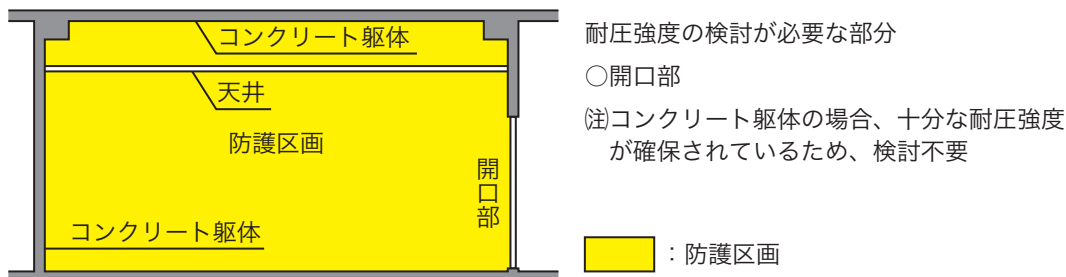 コンクリート躯体
天井
防護区画
開口部
コンクリート躯体
耐圧強度の検討が必要な部分
○開口部
㊟コンクリート躯体の場合、十分な耐圧強度
が確保されているため、検討不要
：防護区画